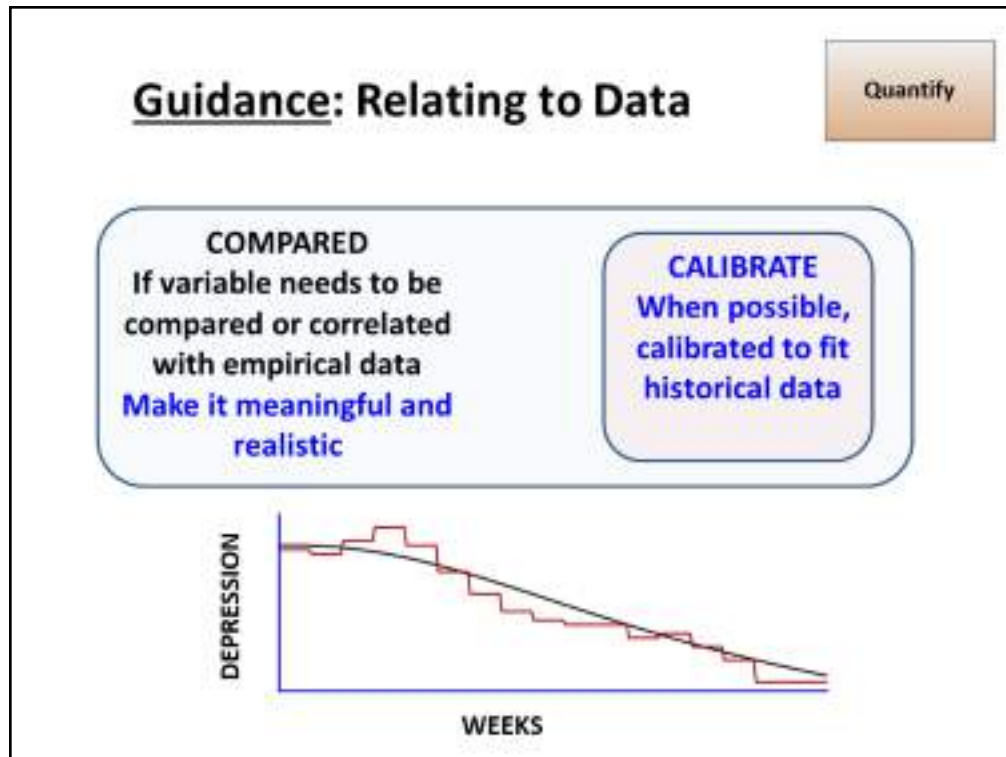 Guidance: Relating to Data
Quantify
COMPARED
If variable needs to be
compared or correlated
with empirical data
Make it meaningful and
realistic
CALIBRATE
When possible,
calibrated to fit
historical data
DEPRESSION
WEEKS